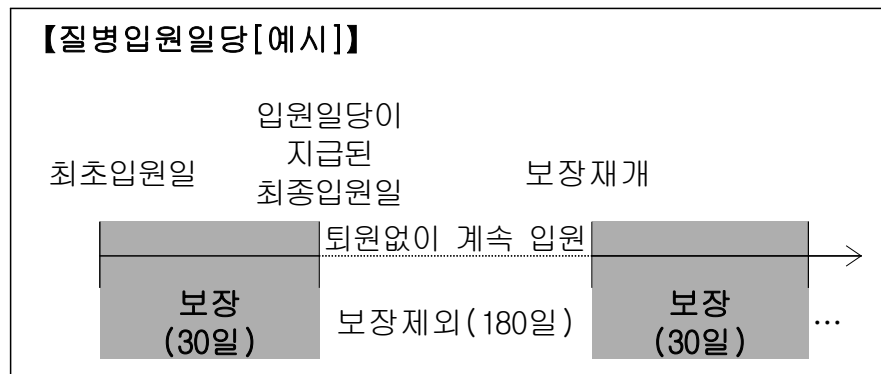 【질병입원일당[예시]】
입원일당이
지급된
최종입원일
최초입원일
보장재개
퇴원없이 계속 입원
보장
(30일)
보장제외(180일)
보장
(30일)
…